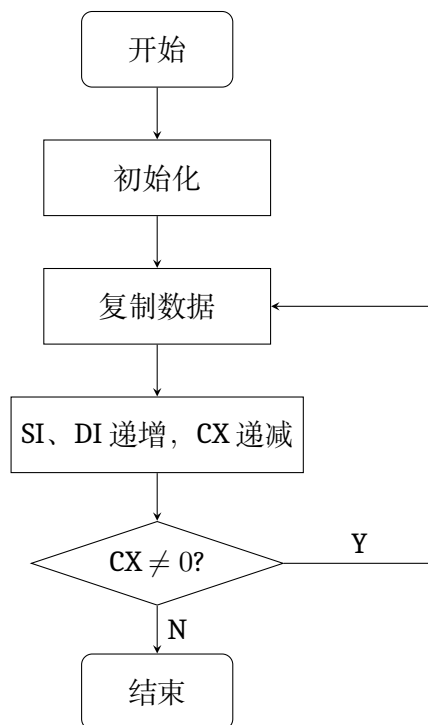 开始
初始化
复制数据
SI、DI 递增，CX 递减
CX ≠ 0?
Y
N
结束